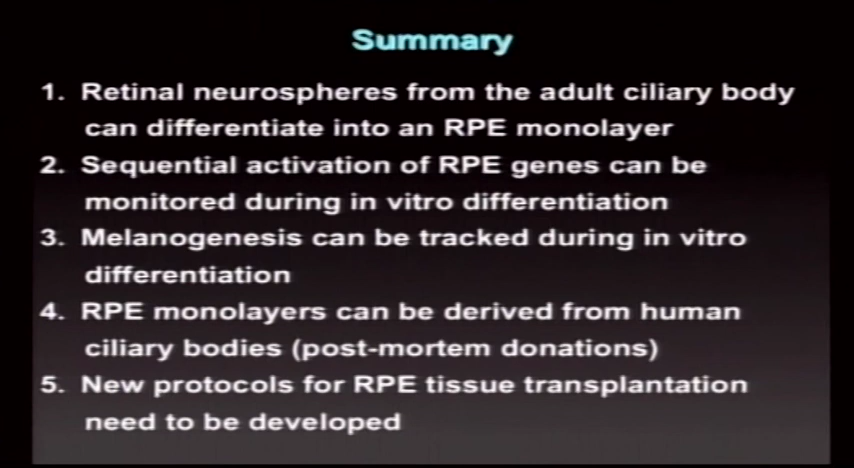 Summary
1. Retinal neurospheres from the adult ciliary body
can differentiate into an RPE monolayer
2. Sequential activation of RPE genes can be
monitored during in vitro differentiation
3. Melanogenesis can be tracked during in vitro
differentiation
4. RPE monolayers can be derived from human
ciliary bodies (post-mortem donations)
5. New protocols for RPE tissue transplantation
need to be developed